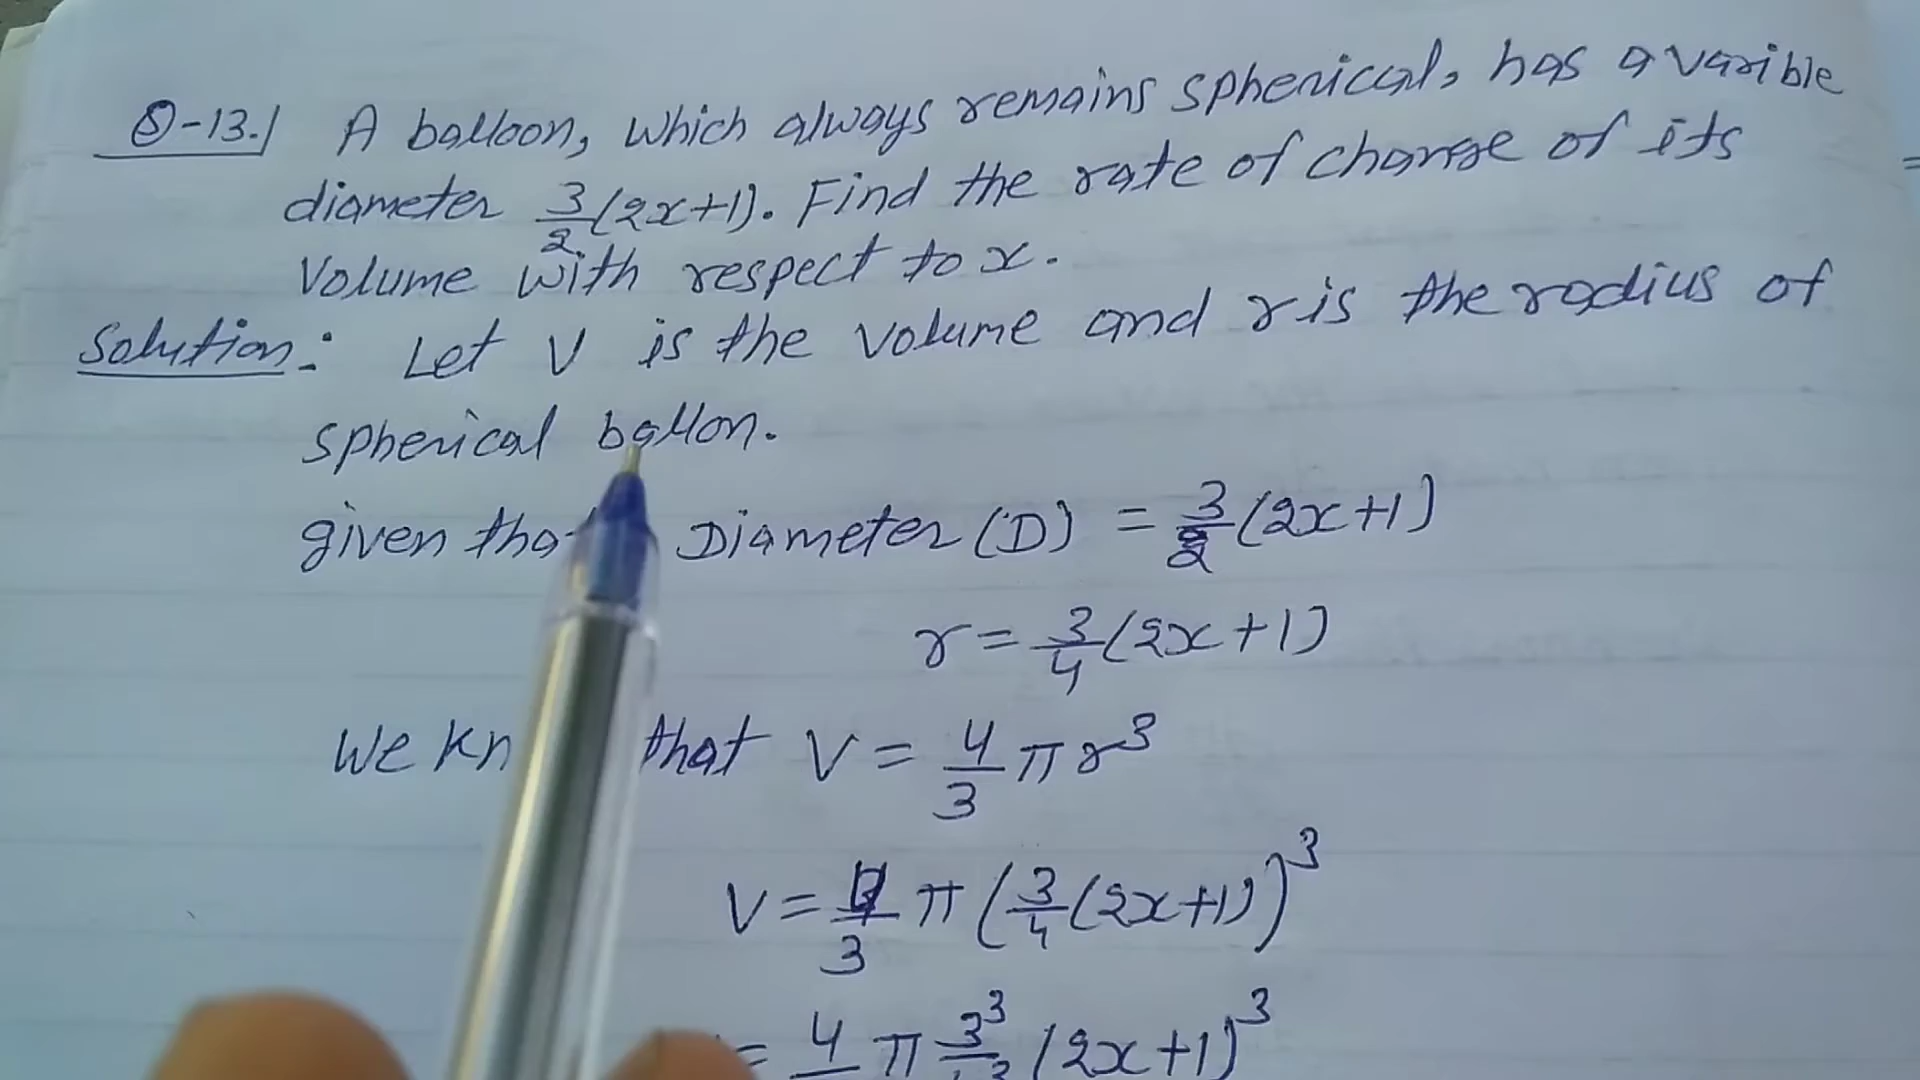 Q-13.) A balloon, which always remains spherical, has a varible
diameter 3/2(2x+1). Find the rate of change of its
Volume with respect to x.
Solution: Let V is the volume and r is the radius of
spherical ballon.
given Diameter (D) = 3/2(2x+1)
r = 3/4(2x+1)
We that V = 4/3 πr³
V = 4/3 π(3/4(2x+1))³
= 4 π 3³ (2x+1)³